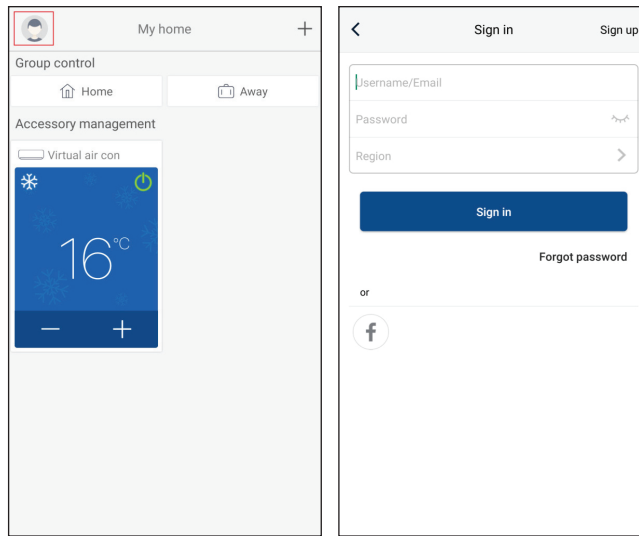 My home
+
Group control
Home
Away
Accessory management
Virtual air con
16°C
— +
Sign in
Sign up
Username/Email
Password
Region
Sign in
Forgot password
or
f